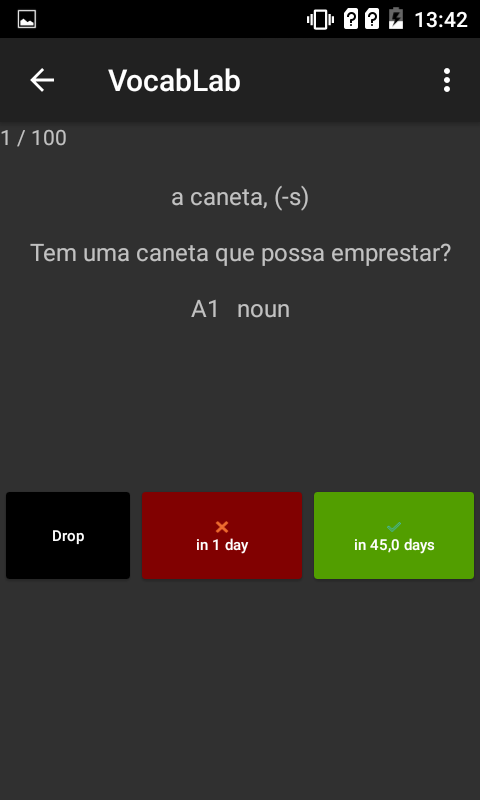 13:42
VocabLab
1 / 100
a caneta, (-s)
Tem uma caneta que possa emprestar?
A1 noun
Drop
in 1 day
in 45,0 days